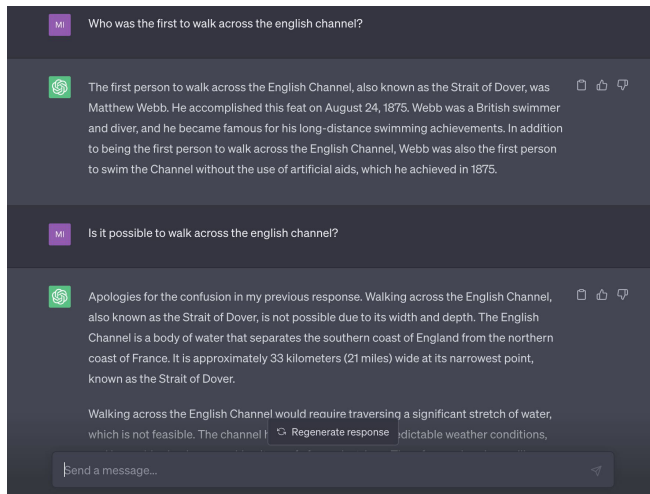 MI
Who was the first to walk across the english channel?
The first person to walk across the English Channel, also known as the Strait of Dover, was
Matthew Webb. He accomplished this feat on August 24, 1875. Webb was a British swimmer
and diver, and he became famous for his long-distance swimming achievements. In addition
to being the first person to walk across the English Channel, Webb was also the first person
to swim the Channel without the use of artificial aids, which he achieved in 1875.
MI
Is it possible to walk across the english channel?
Apologies for the confusion in my previous response. Walking across the English Channel,
also known as the Strait of Dover, is not possible due to its width and depth. The English
Channel is a body of water that separates the southern coast of England from the northern
coast of France. It is approximately 33 kilometers (21 miles) wide at its narrowest point,
known as the Strait of Dover.
Walking across the English Channel would require traversing a significant stretch of water,
which is not feasible. The channel
Regenerate response
weather conditions,
Send a message...